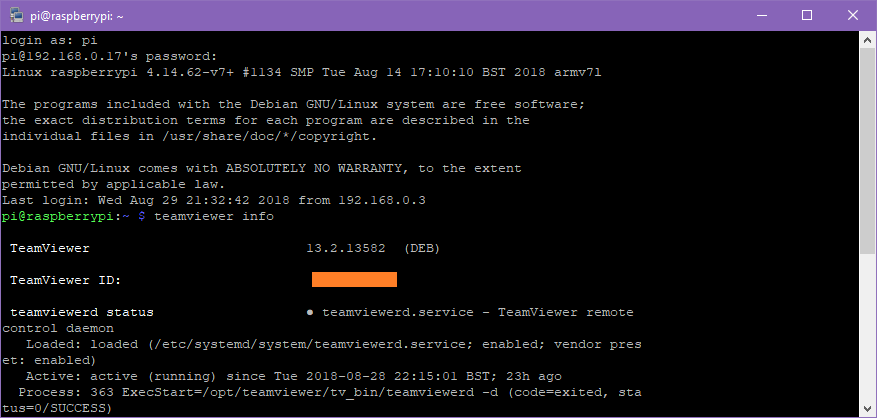 pi@raspberrypi: ~
login as: pi
pi@192.168.0.17's password:
Linux raspberrypi 4.14.62-v7+ #1134 SMP Tue Aug 14 17:10:10 BST 2018 armv7l
The programs included with the Debian GNU/Linux system are free software;
the exact distribution terms for each program are described in the
individual files in /usr/share/doc/*/copyright.
Debian GNU/Linux comes with ABSOLUTELY NO WARRANTY, to the extent
permitted by applicable law.
Last login: Wed Aug 29 21:32:42 2018 from 192.168.0.3
pi@raspberrypi:~ $ teamviewer info
TeamViewer 13.2.13582 (DEB)
TeamViewer ID:
teamviewerd status ● teamviewerd.service - TeamViewer remote
control daemon
Loaded: loaded (/etc/systemd/system/teamviewerd.service; enabled; vendor pres
et: enabled)
Active: active (running) since Tue 2018-08-28 22:15:01 BST; 23h ago
Process: 363 ExecStart=/opt/teamviewer/tv_bin/teamviewerd -d (code=exited, sta
tus=0/SUCCESS)